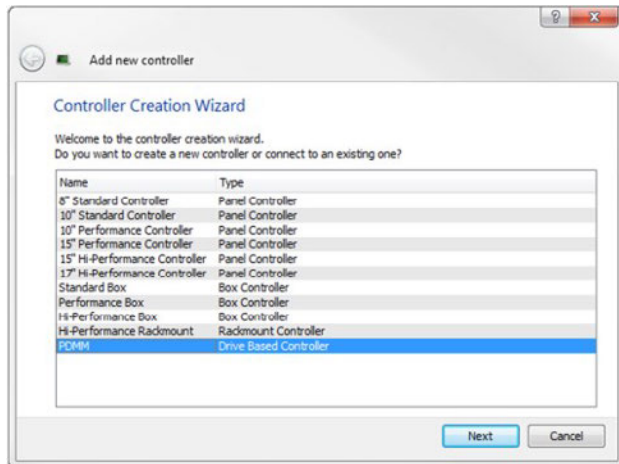 ?
X
Add new controller
Controller Creation Wizard
Welcome to the controller creation wizard.
Do you want to create a new controller or connect to an existing one?
Name Type
8" Standard Controller Panel Controller
10" Standard Controller Panel Controller
10" Performance Controller Panel Controller
15" Performance Controller Panel Controller
15" Hi-Performance Controller Panel Controller
17" Hi-Performance Controller Panel Controller
Standard Box Box Controller
Performance Box Box Controller
Hi-Performance Box Box Controller
Hi-Performance Rackmount Rackmount Controller
PDMM Drive Based Controller
Next Cancel